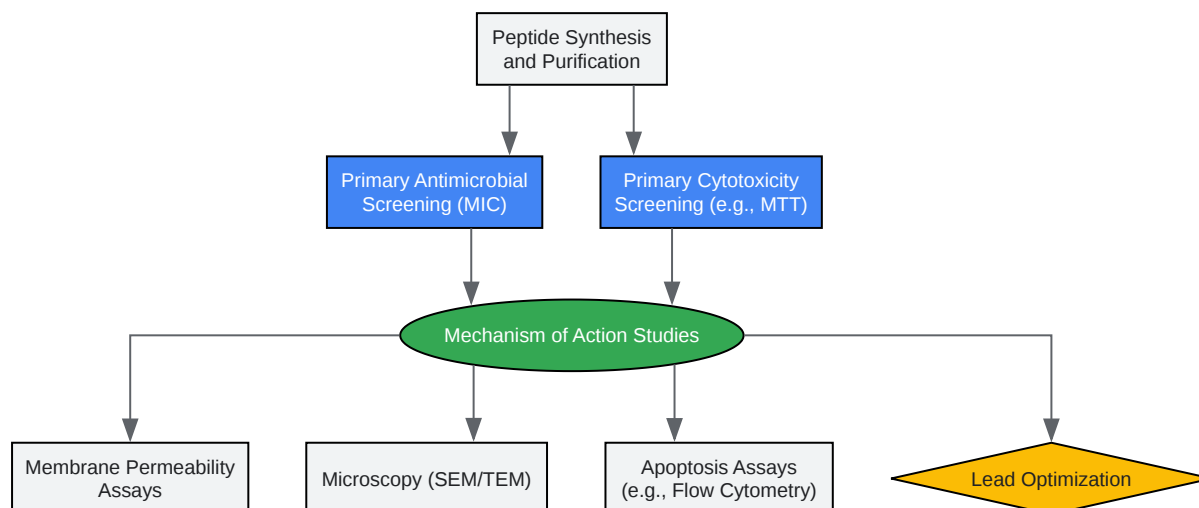 Peptide Synthesis
and Purification
Primary Antimicrobial
Screening (MIC)
Primary Cytotoxicity
Screening (e.g., MTT)
Mechanism of Action Studies
Membrane Permeability
Assays
Microscopy (SEM/TEM)
Apoptosis Assays
(e.g., Flow Cytometry)
Lead Optimization